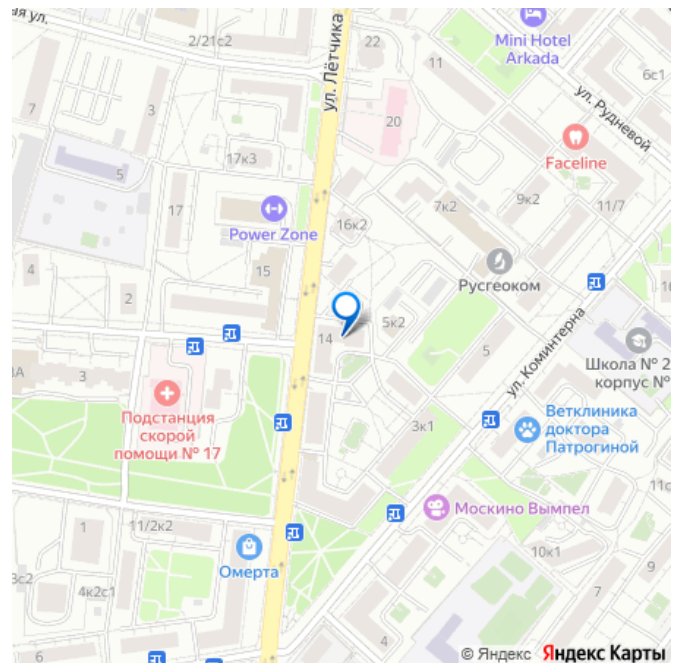 ая ул.
2/21с2
ул. Лётчика
22
11
Mini Hotel
Arkada
6с1
ул. Рудневой
7
3
20
Faceline
5
17к3
17
Power Zone
16к2
7к2
9к2
11/7
15
4
2
Русгеоком
14
5к2
5
ул. Коминтерна
Школа № 2
корпус №
3
Подстанция
скорой
помощи № 17
3к1
Ветклиника
доктора
Патрогиной
Москино Вымпел
1
11/2к2
Омерта
10к1
9
7
4к2с1
4
6
© Яндекс Яндекс Карты